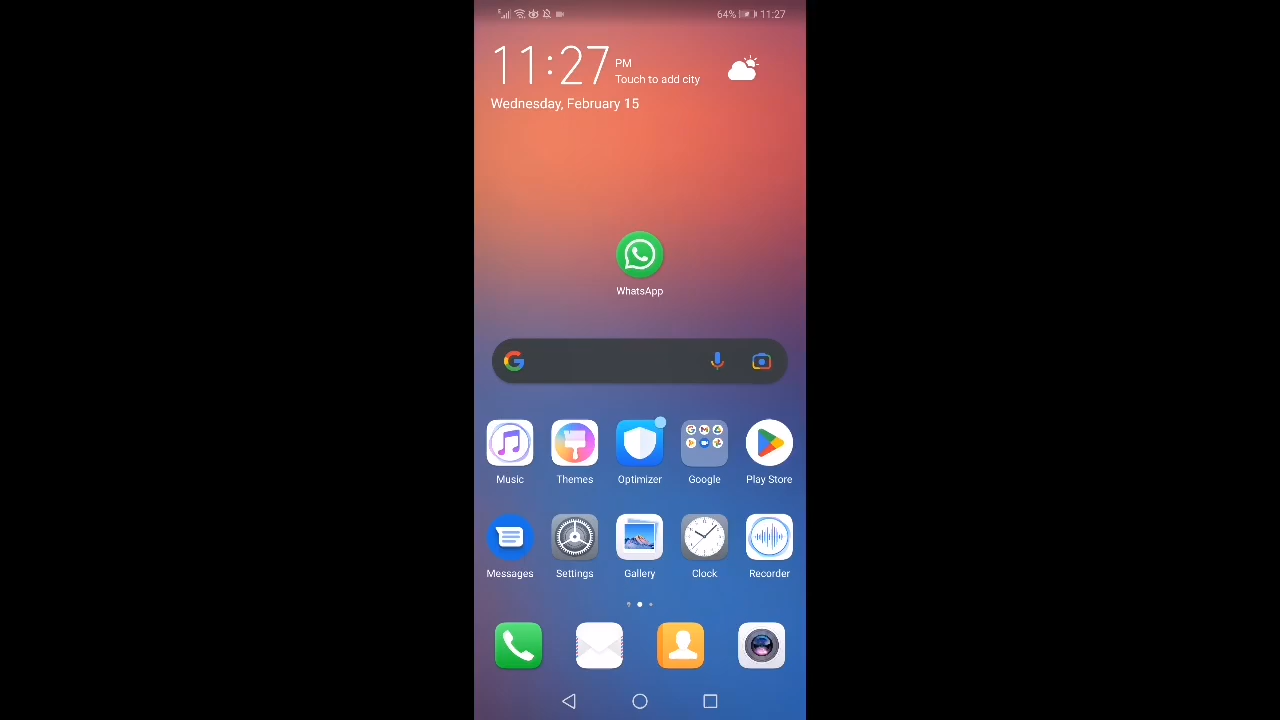 64% 11:27
11:27 PM
Touch to add city
Wednesday, February 15
WhatsApp
Music Themes Optimizer Google Play Store
Messages Settings Gallery Clock Recorder